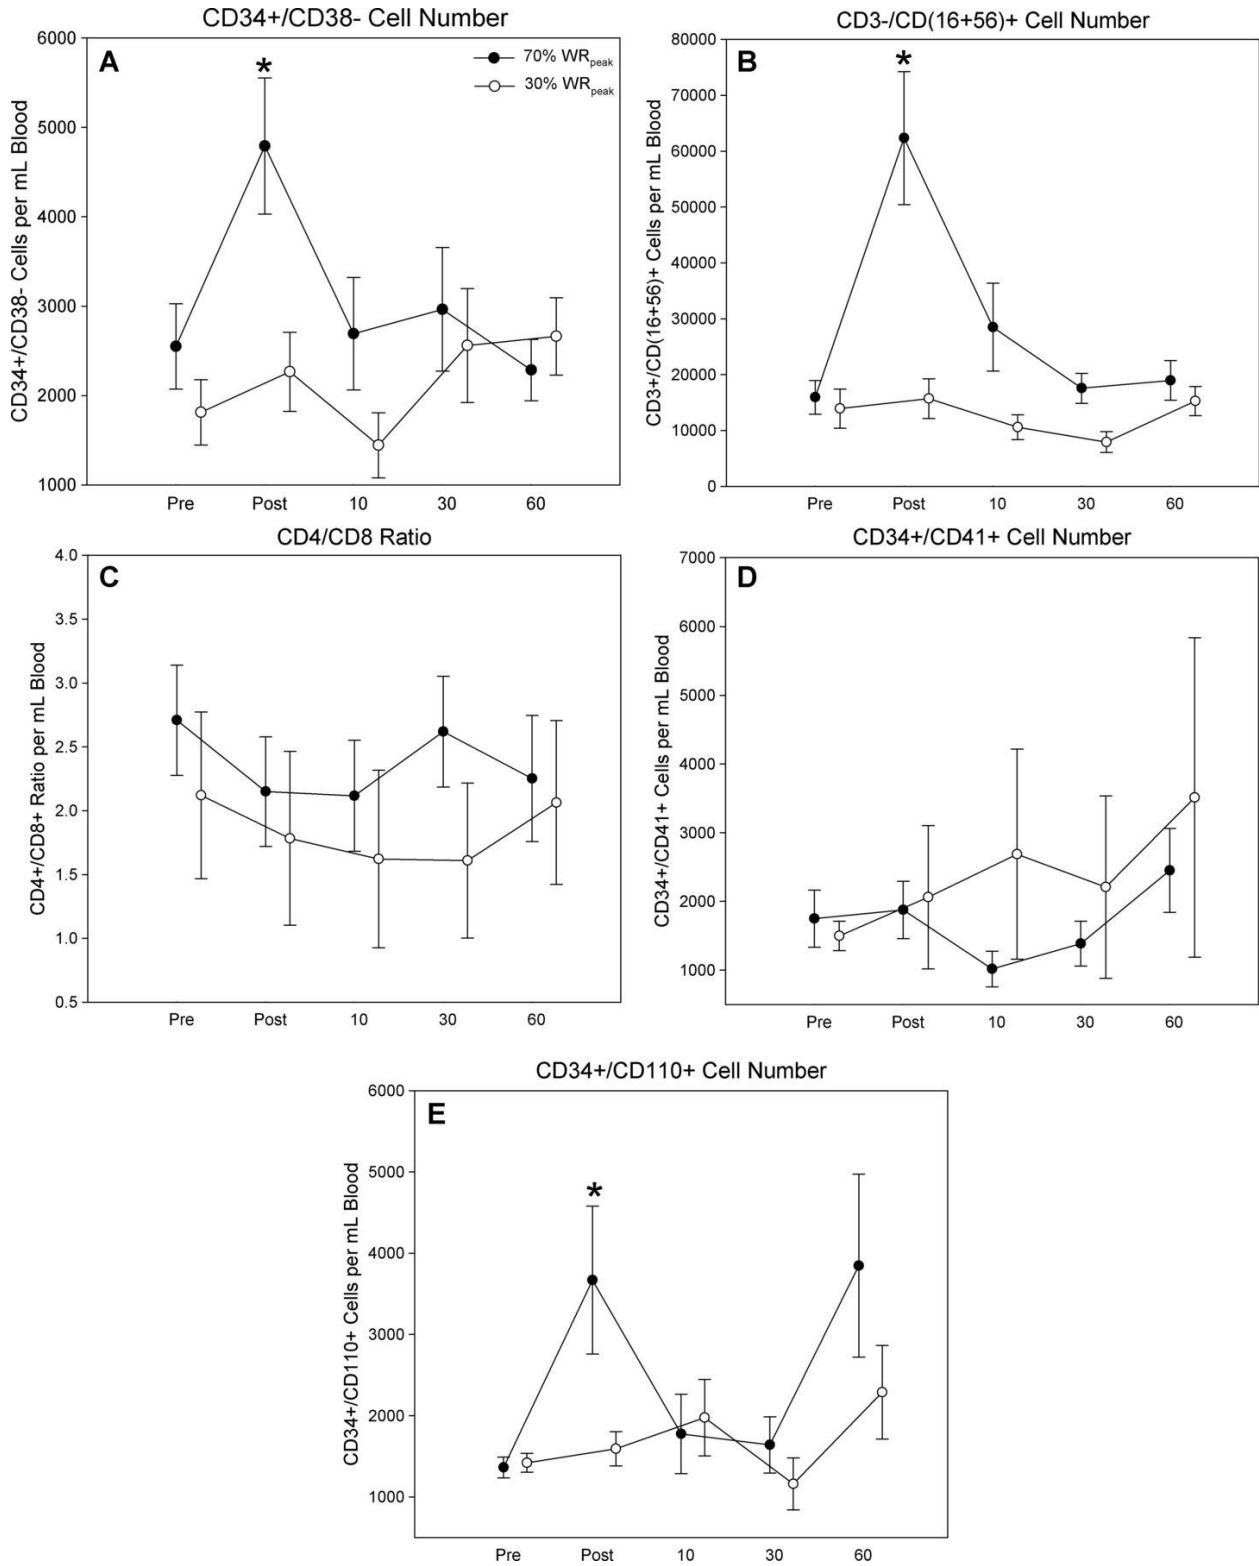 CD34+/CD38- Cell Number
A
*
70% WRpeak
30% WRpeak
CD34+/CD38- Cells per mL Blood
6000
5000
4000
3000
2000
1000
Pre Post 10 30 60
CD3-/CD(16+56)+ Cell Number
B
*
CD3+/CD(16+56)+ Cells per mL Blood
80000
70000
60000
50000
40000
30000
20000
10000
0
Pre Post 10 30 60
CD4/CD8 Ratio
C
CD4+/CD8+ Ratio per mL Blood
4.0
3.5
3.0
2.5
2.0
1.5
1.0
0.5
Pre Post 10 30 60
CD34+/CD41+ Cell Number
D
CD34+/CD41+ Cells per mL Blood
7000
6000
5000
4000
3000
2000
1000
Pre Post 10 30 60
CD34+/CD110+ Cell Number
E
*
CD34+/CD110+ Cells per mL Blood
6000
5000
4000
3000
2000
1000
Pre Post 10 30 60